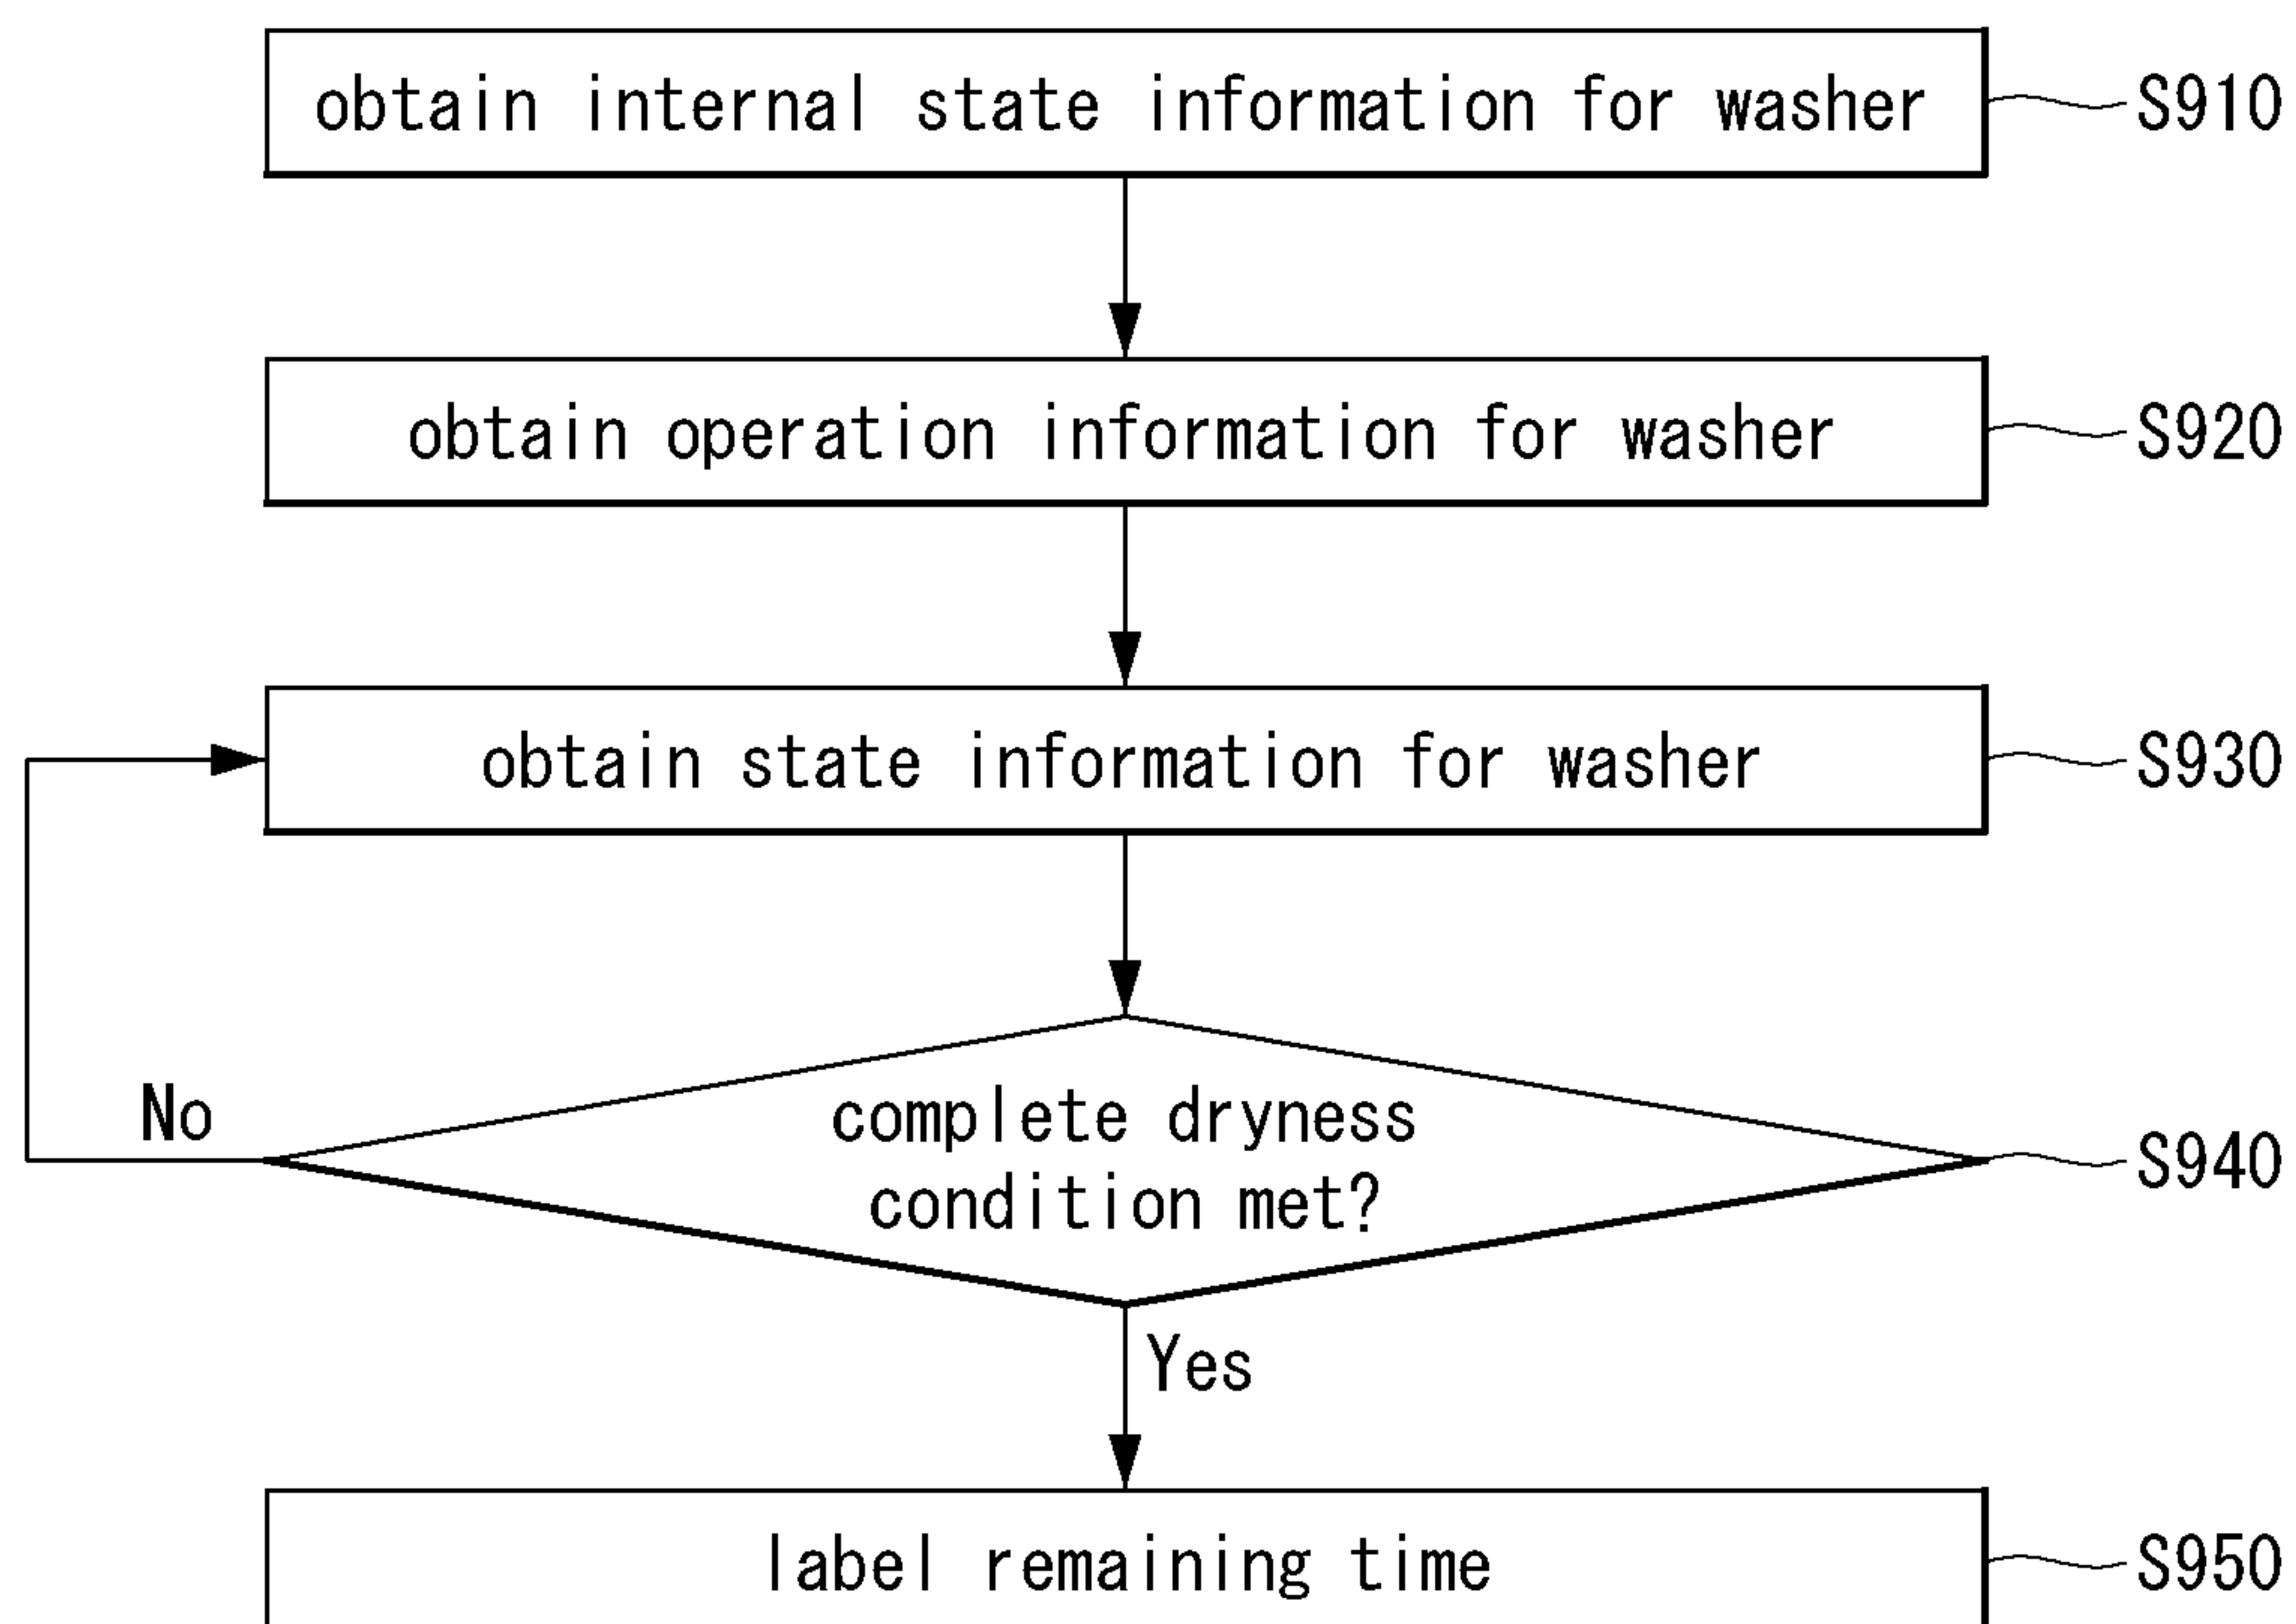 obtain internal state information for washer S910
obtain operation information for washer S920
obtain state information for washer S930
No
complete dryness
condition met?
S940
Yes
label remaining time S950